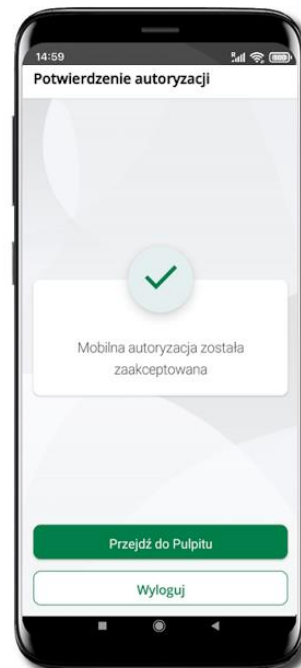 14:59
Potwierdzenie autoryzacji
Mobilna autoryzacja została
zaakceptowana
Przejdź do Pulpitu
Wyloguj